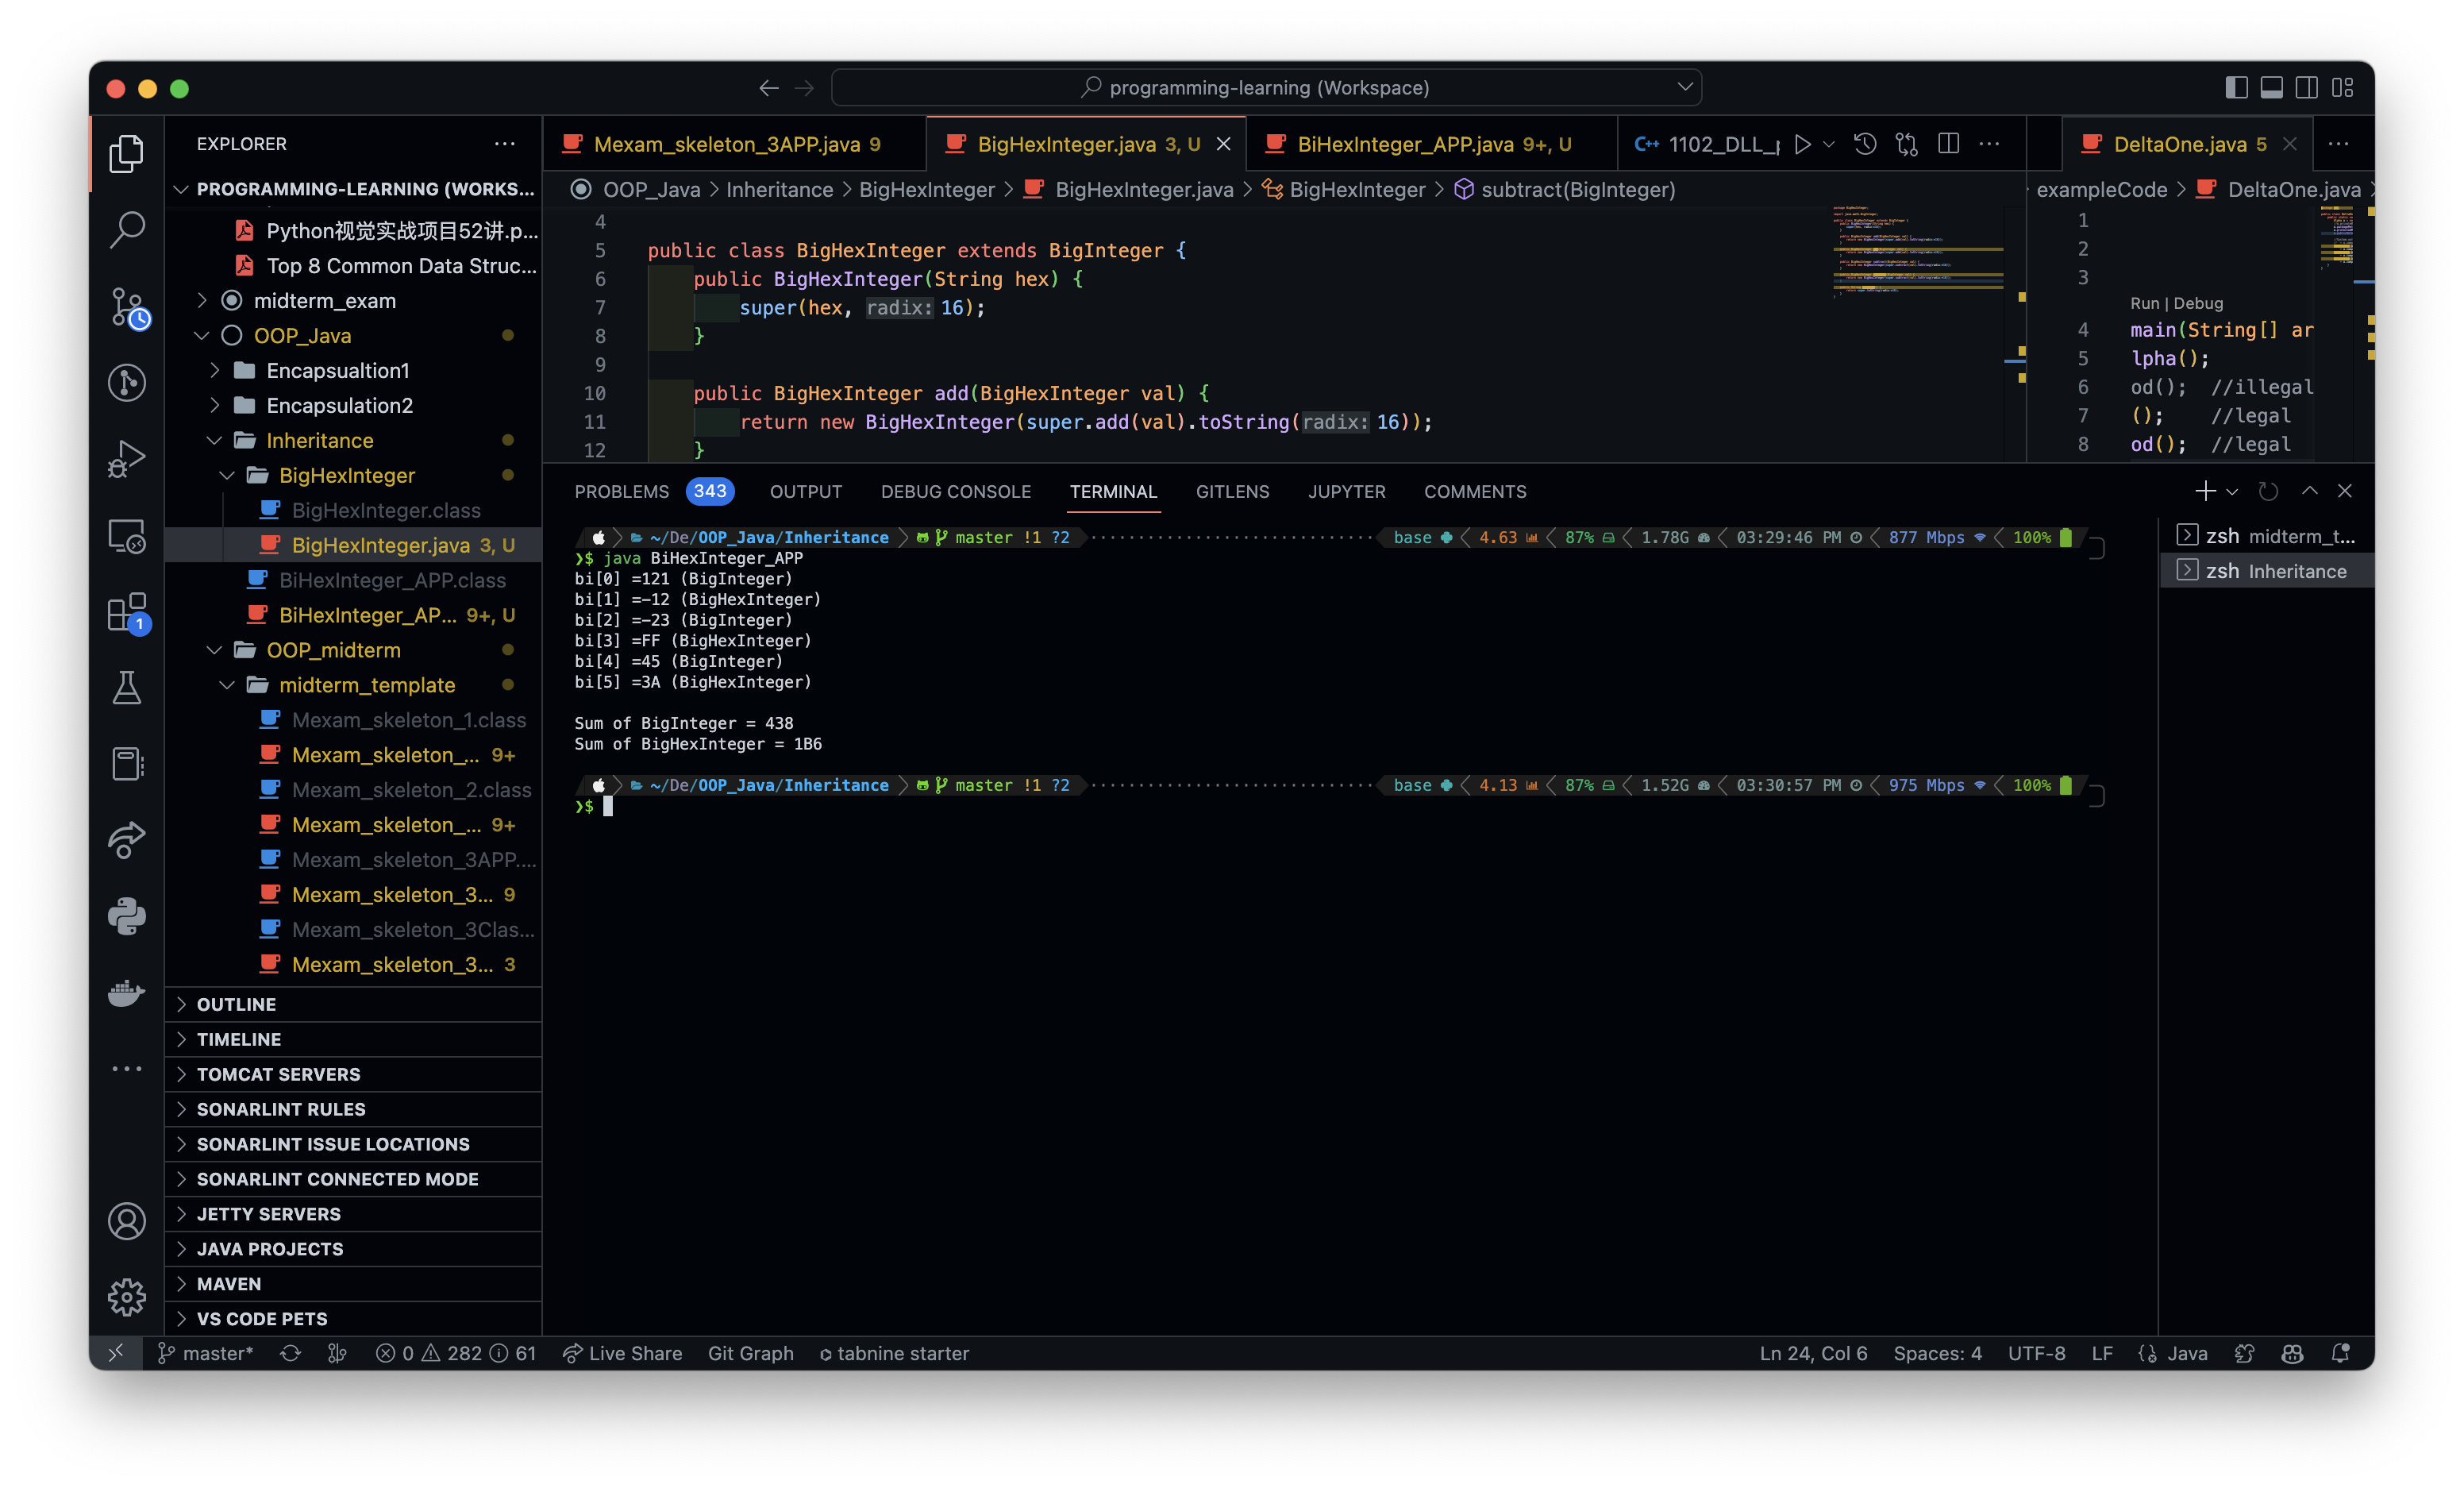 programming-learning (Workspace)
EXPLORER
PROGRAMMING-LEARNING (WORKS...
Python视觉实战项目52讲.p...
Top 8 Common Data Struc...
midterm_exam
OOP_Java
Encapsualtion1
Encapsulation2
Inheritance
BigHexInteger
BigHexInteger.class
BigHexInteger.java 3, U
BiHexInteger_APP.class
BiHexInteger_AP... 9+, U
OOP_midterm
midterm_template
Mexam_skeleton_1.class
Mexam_skeleton_... 9+
Mexam_skeleton_2.class
Mexam_skeleton_... 9+
Mexam_skeleton_3APP....
Mexam_skeleton_3... 9
Mexam_skeleton_3Clas...
Mexam_skeleton_3... 3
OUTLINE
TIMELINE
TOMCAT SERVERS
SONARLINT RULES
SONARLINT ISSUE LOCATIONS
SONARLINT CONNECTED MODE
JETTY SERVERS
JAVA PROJECTS
MAVEN
VS CODE PETS
1
Mexam_skeleton_3APP.java 9
BigHexInteger.java 3, U
BiHexInteger_APP.java 9+, U
C++ 1102_DLL_p
DeltaOne.java 5
OOP_Java > Inheritance > BigHexInteger > BigHexInteger.java > BigHexInteger > subtract(BigInteger)
4
5 public class BigHexInteger extends BigInteger {
6 public BigHexInteger(String hex) {
7 super(hex, radix: 16);
8 }
9
10 public BigHexInteger add(BigHexInteger val) {
11 return new BigHexInteger(super.add(val).toString(radix: 16));
12 }
exampleCode > DeltaOne.java >
1
2
3
Run | Debug
4 main(String[] ar
5 lpha();
6 od(); //illegal
7 (); //legal
8 od(); //legal
PROBLEMS 343 OUTPUT DEBUG CONSOLE TERMINAL GITLENS JUPYTER COMMENTS
~/De/OOP_Java/Inheritance master !1 ?2 base 4.63 87% 1.78G 03:29:46 PM 877 Mbps 100%
❯$ java BiHexInteger_APP
bi[0] =121 (BigInteger)
bi[1] =-12 (BigHexInteger)
bi[2] =-23 (BigInteger)
bi[3] =FF (BigHexInteger)
bi[4] =45 (BigInteger)
bi[5] =3A (BigHexInteger)
Sum of BigInteger = 438
Sum of BigHexInteger = 1B6
~/De/OOP_Java/Inheritance master !1 ?2 base 4.13 87% 1.52G 03:30:57 PM 975 Mbps 100%
❯$
zsh midterm_t...
zsh Inheritance
master* 0 282 61 Live Share Git Graph tabnine starter Ln 24, Col 6 Spaces: 4 UTF-8 LF Java